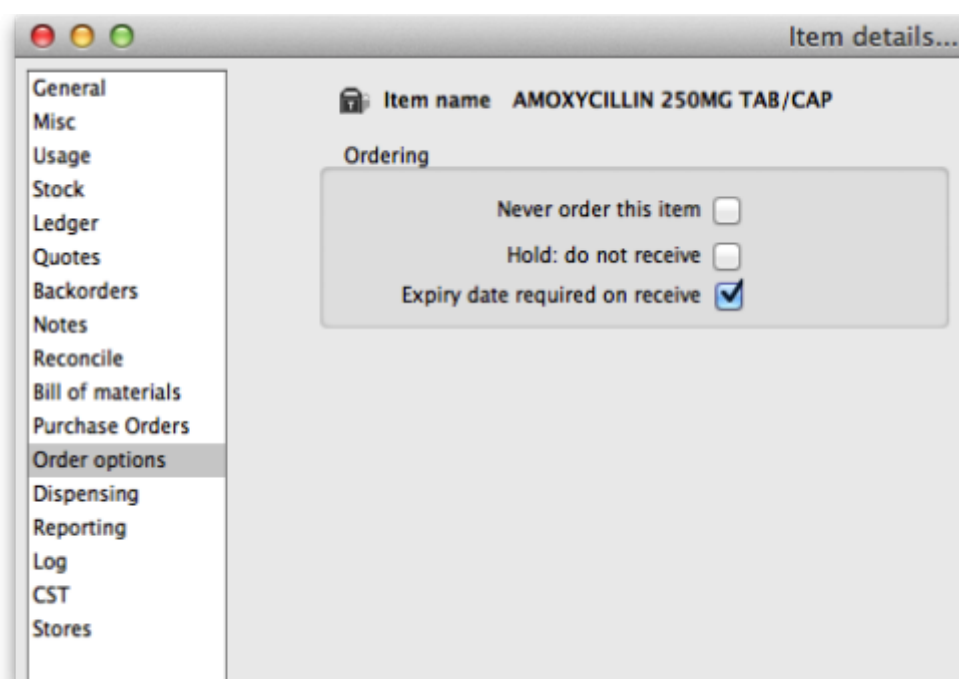 Item details...
General
Misc
Usage
Stock
Ledger
Quotes
Backorders
Notes
Reconcile
Bill of materials
Purchase Orders
Order options
Dispensing
Reporting
Log
CST
Stores
Item name AMOXYCILLIN 250MG TAB/CAP
Ordering
Never order this item
Hold: do not receive
Expiry date required on receive